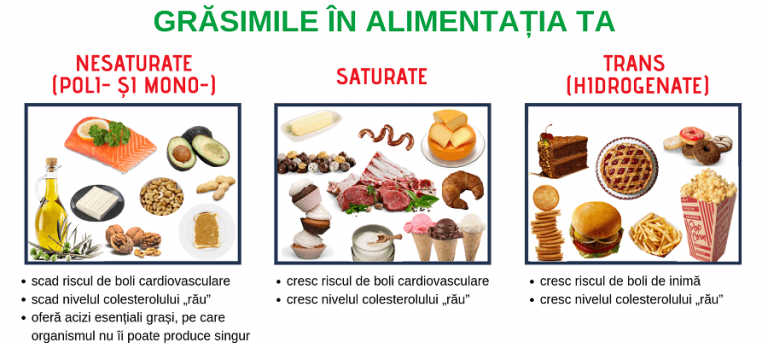 GRĂSIMILE ÎN ALIMENTAȚIA TA
NESATURATE
(POLI- ȘI MONO-)
• scad riscul de boli cardiovasculare
• scad nivelul colesterolului „rău”
• oferă acizi esențiali grași, pe care
organismul nu îi poate produce singur
SATURATE
• cresc riscul de boli cardiovasculare
• cresc nivelul colesterolului „rău”
TRANS
(HIDROGENATE)
Pop
Corn
• cresc riscul de boli de inimă
• cresc nivelul colesterolului „rău”